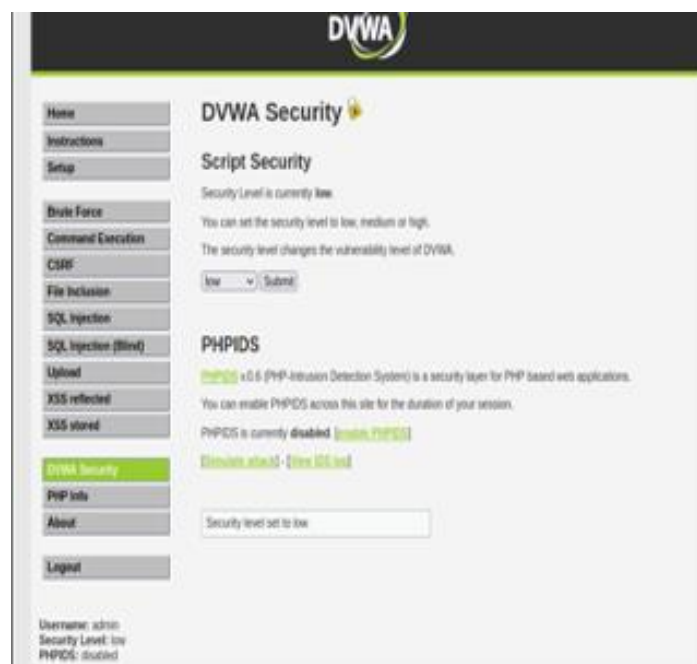 DVWA
Home
Instructions
Setup
Brute Force
Command Execution
CSRF
File Inclusion
SQL Injection
SQL Injection (Blind)
Upload
XSS reflected
XSS stored
DVWA Security
PHP Info
About
Logout
Username: admin
Security Level: low
PHPIDS: disabled
DVWA Security
Script Security
Security Level is currently low.
You can set the security level to low, medium or high.
The security level changes the vulnerability level of DVWA.
low Submit
PHPIDS
PHPIDS v.0.6 (PHP-Intrusion Detection System) is a security layer for PHP based web applications.
You can enable PHPIDS across this site for the duration of your session.
PHPIDS is currently disabled. [enable PHPIDS]
[Simulate attack] - [View IDS log]
Security level set to low